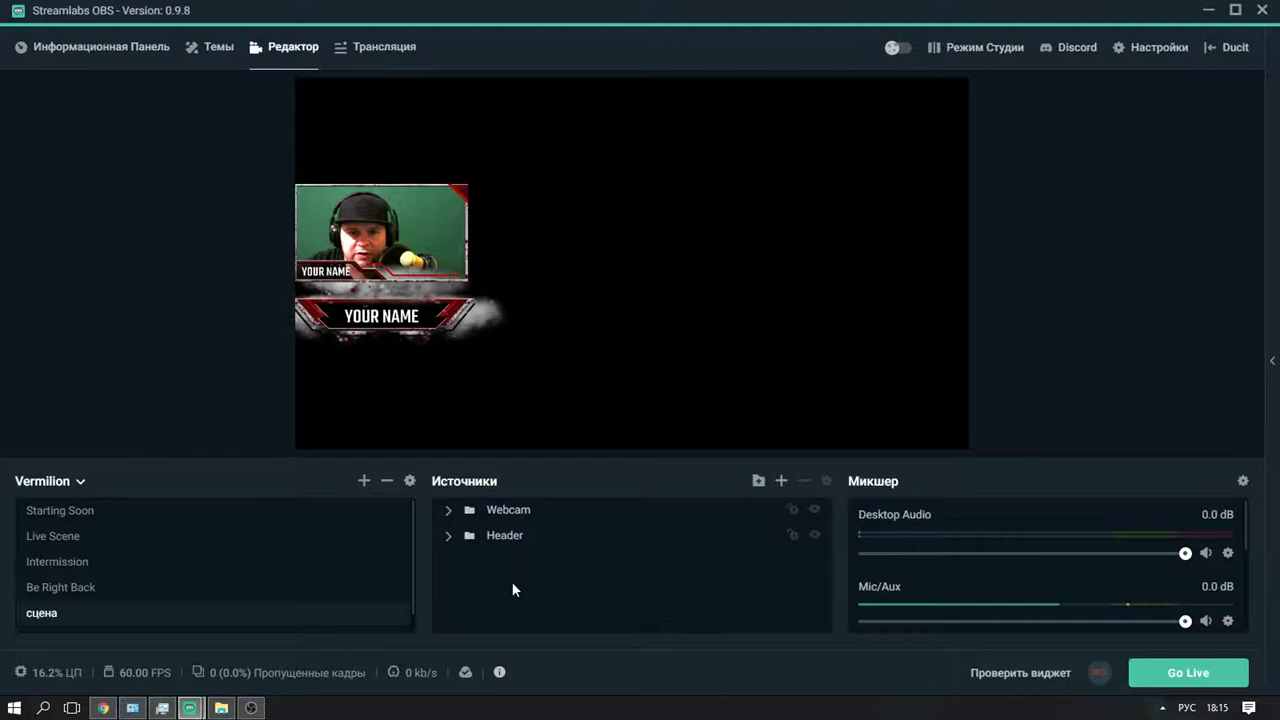 Streamlabs OBS - Version: 0.9.8
Информационная Панель Темы Редактор Трансляция Режим Студии Discord Настройки Ducit
YOUR NAME
YOUR NAME
Vermilion Источники Микшер
Starting Soon
Live Scene
Intermission
Be Right Back
сцена
Webcam
Header
Desktop Audio 0.0 dB
Mic/Aux 0.0 dB
16.2% ЦП 60.00 FPS 0 (0.0%) Пропущенные кадры 0 kb/s Проверить виджет REC Go Live
РУС 18:15